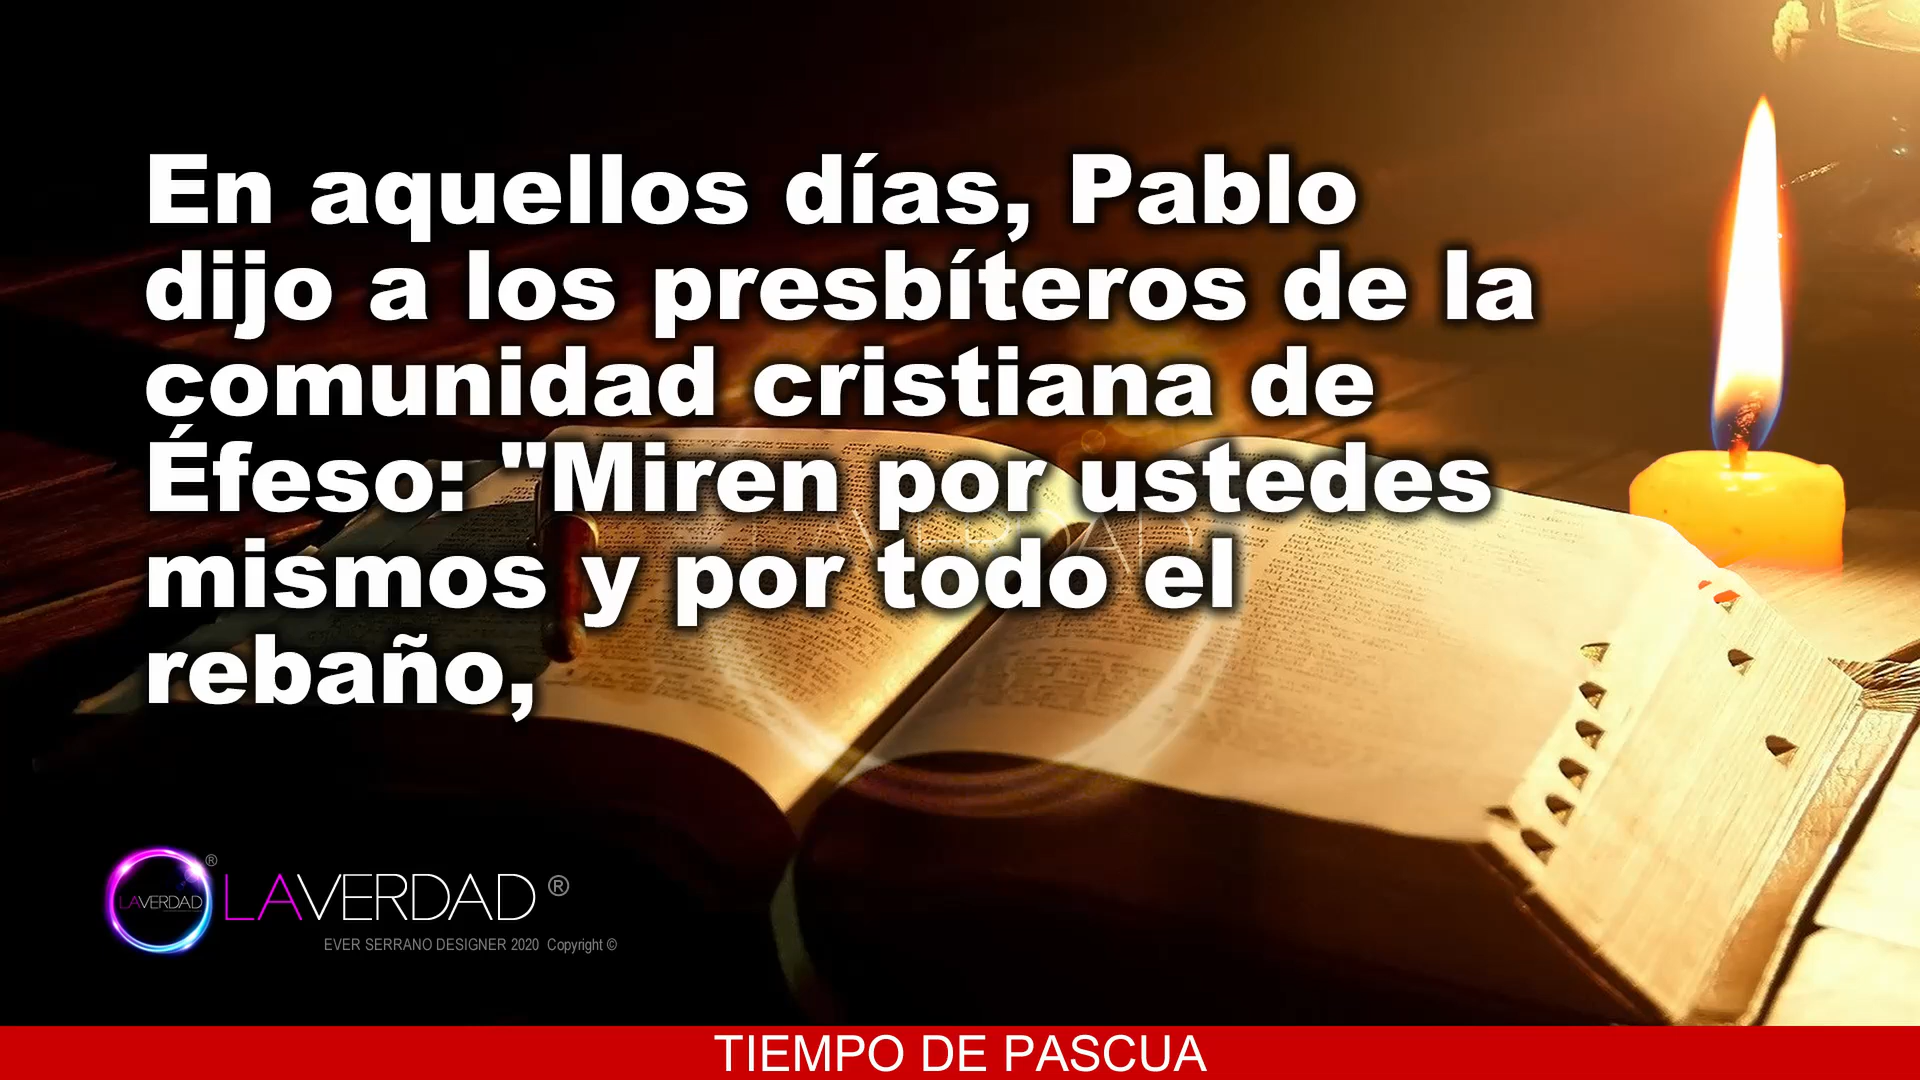 En aquellos días, Pablo
dijo a los presbíteros de la
comunidad cristiana de
Éfeso: "Miren por ustedes
mismos y por todo el
rebaño,
LAVERDAD ®
LAVERDAD ®
EVER SERRANO DESIGNER 2020 Copyright ©
TIEMPO DE PASCUA